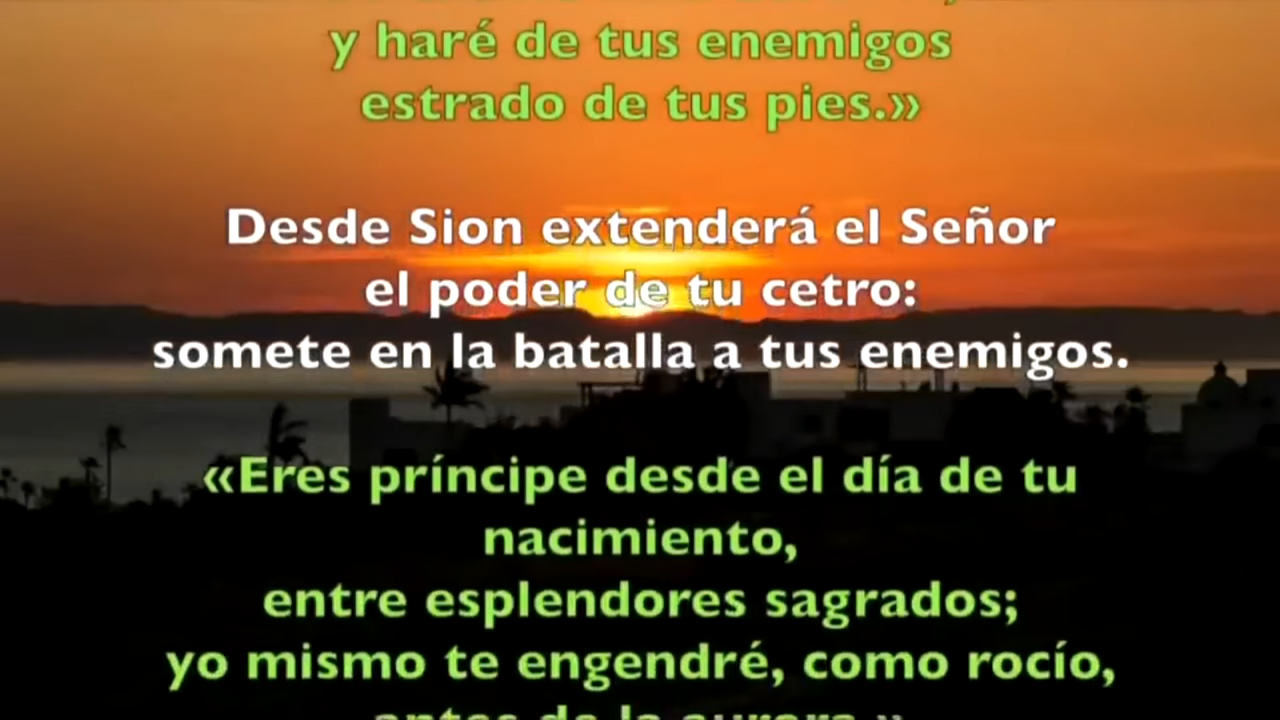 y haré de tus enemigos
estrado de tus pies.»
Desde Sion extenderá el Señor
el poder de tu cetro:
somete en la batalla a tus enemigos.
«Eres príncipe desde el día de tu
nacimiento,
entre esplendores sagrados;
yo mismo te engendré, como rocío,
antes de la aurora.»